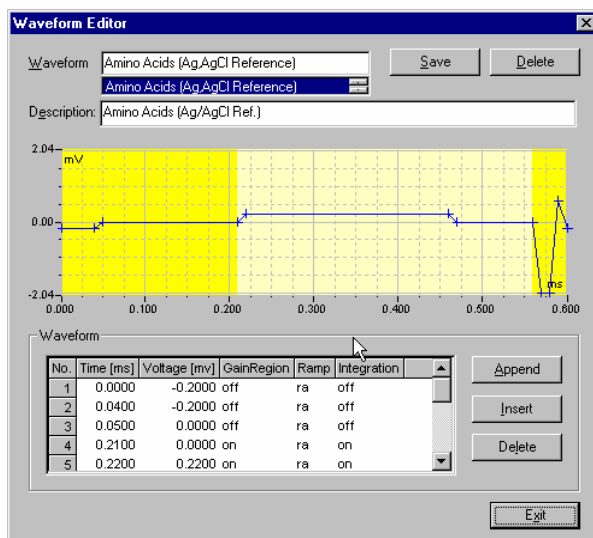 Waveform Editor
Waveform Amino Acids (Ag,AgCl Reference) Save Delete
Amino Acids (Ag,AgCl Reference)
Description: Amino Acids (Ag/AgCl Ref.)
2.04
mV
0.00
-2.04
ms
0.000 0.100 0.200 0.300 0.400 0.500 0.600
Waveform
No. Time [ms] Voltage [mv] GainRegion Ramp Integration
1 0.0000 -0.2000 off ra off
2 0.0400 -0.2000 off ra off
3 0.0500 0.0000 off ra off
4 0.2100 0.0000 on ra on
5 0.2200 0.2200 on ra on
Append
Insert
Delete
Exit